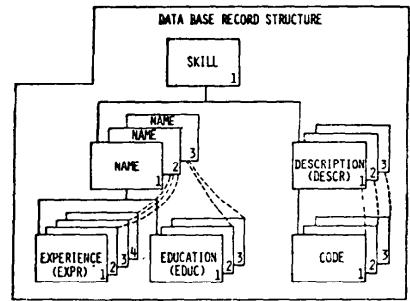 DATA BASE RECORD STRUCTURE
SKILL
1
NAME
NAME
3
NAME
2
1
DESCRIPTION
(DESCR)
3
2
1
EXPERIENCE
(EXPR)
4
3
2
1
EDUCATION
(EDUC)
3
2
1
CODE
3
2
1